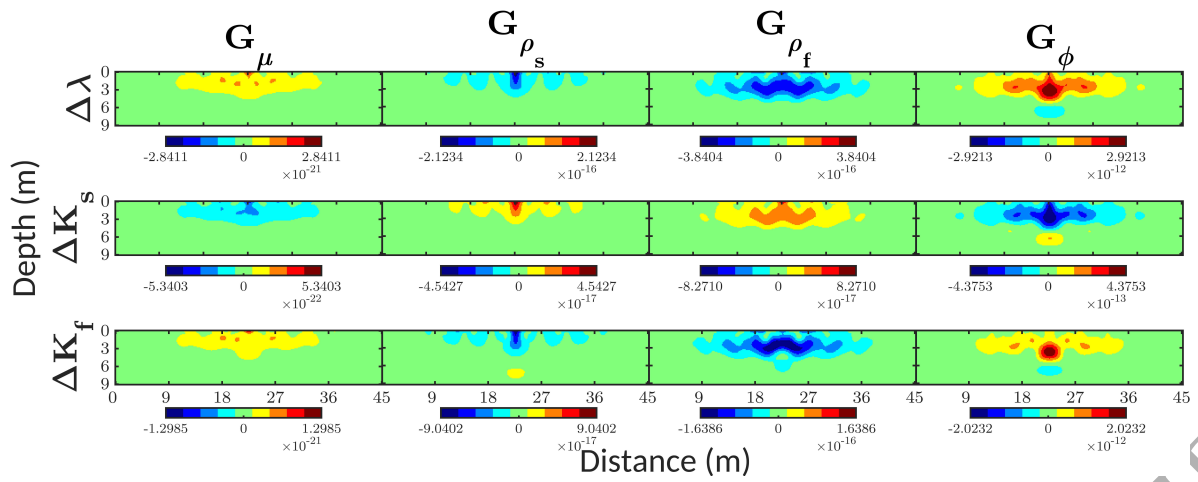 G_μ G_ρ_s G_ρ_f G_ϕ
Δλ
0
3
6
9
-2.8411 0 2.8411 ×10^-21
-2.1234 0 2.1234 ×10^-16
-3.8404 0 3.8404 ×10^-16
-2.9213 0 2.9213 ×10^-12
Depth (m)
ΔK_s
0
3
6
9
-5.3403 0 5.3403 ×10^-22
-4.5427 0 4.5427 ×10^-17
-8.2710 0 8.2710 ×10^-17
-4.3753 0 4.3753 ×10^-13
ΔK_f
0
3
6
9
0 9 18 27 36 45 9 18 27 36 45 9 18 27 36 45 9 18 27 36 45
-1.2985 0 1.2985 ×10^-21
-9.0402 0 9.0402 ×10^-17
-1.6386 0 1.6386 ×10^-16
-2.0232 0 2.0232 ×10^-12
Distance (m)